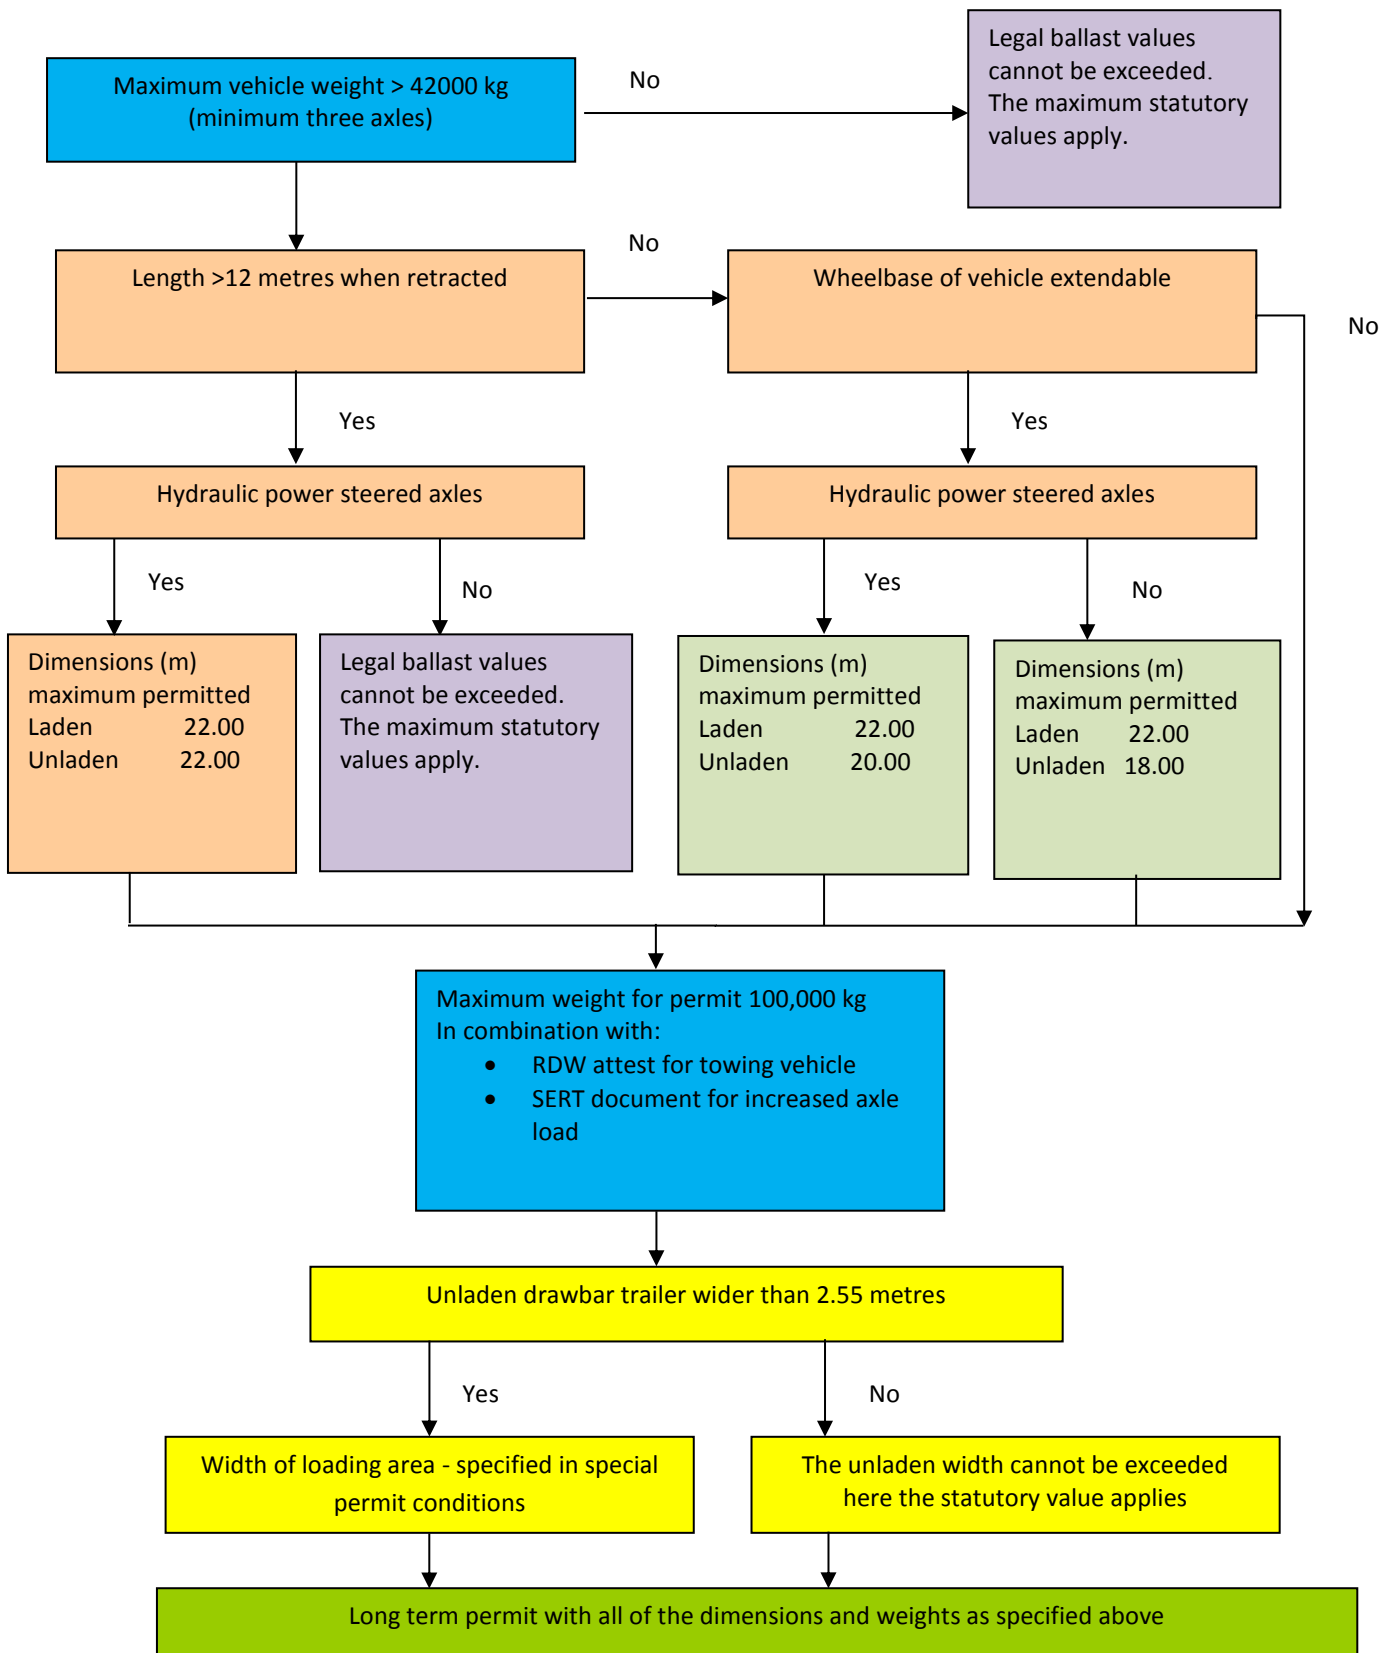 Legal ballast values
cannot be exceeded.
The maximum statutory
values apply.
Maximum vehicle weight > 42000 kg
(minimum three axles)
No
Length >12 metres when retracted
No
Wheelbase of vehicle extendable
No
Yes
Yes
Hydraulic power steered axles
Hydraulic power steered axles
Yes
No
Yes
No
Dimensions (m)
maximum permitted
Laden 22.00
Unladen 22.00
Legal ballast values
cannot be exceeded.
The maximum statutory
values apply.
Dimensions (m)
maximum permitted
Laden 22.00
Unladen 20.00
Dimensions (m)
maximum permitted
Laden 22.00
Unladen 18.00
Maximum weight for permit 100,000 kg
In combination with:
• RDW attest for towing vehicle
• SERT document for increased axle
load
Unladen drawbar trailer wider than 2.55 metres
Yes
No
Width of loading area - specified in special
permit conditions
The unladen width cannot be exceeded
here the statutory value applies
Long term permit with all of the dimensions and weights as specified above